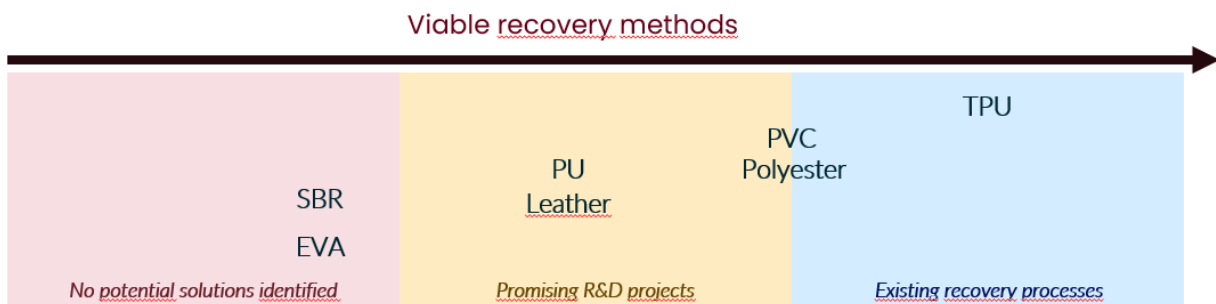 Viable recovery methods
TPU
PVC
Polyester
PU
Leather
SBR
EVA
No potential solutions identified
Promising R&D projects
Existing recovery processes